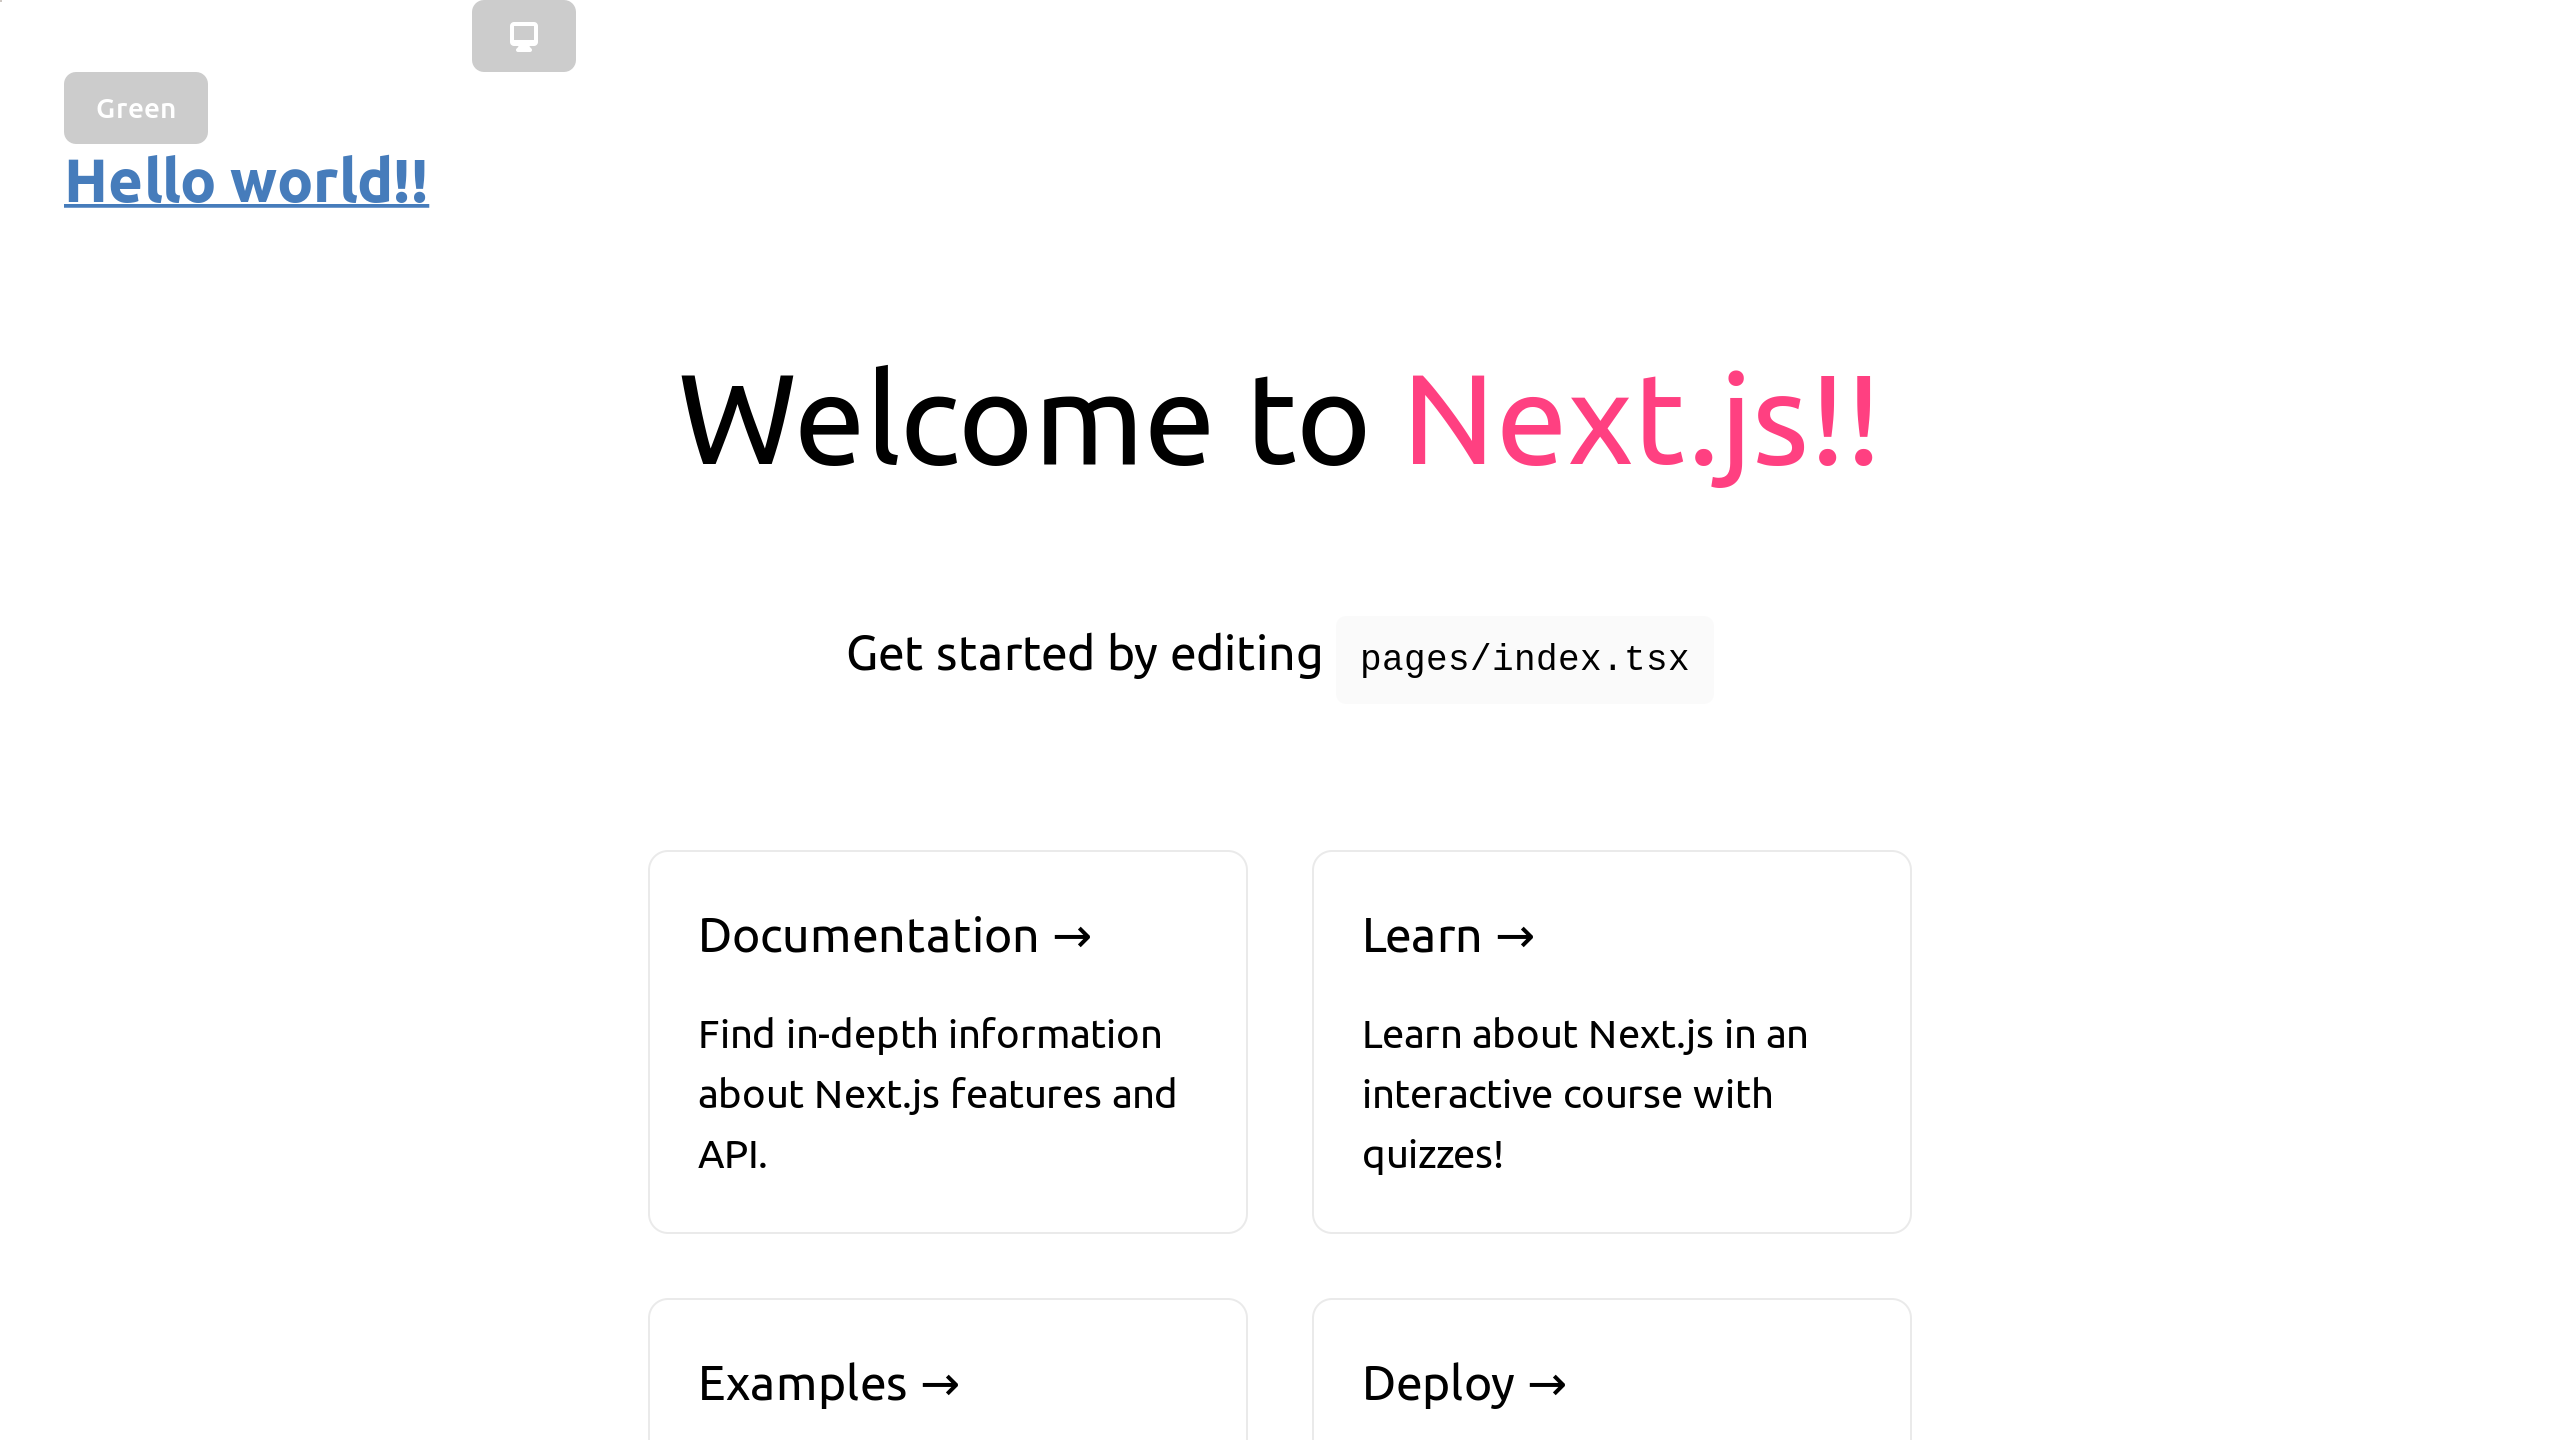 Green
Hello world!!
Welcome to Next.js!!
Get started by editing pages/index.tsx
Documentation →
Find in-depth information
about Next.js features and
API.
Learn →
Learn about Next.js in an
interactive course with
quizzes!
Examples →
Deploy →